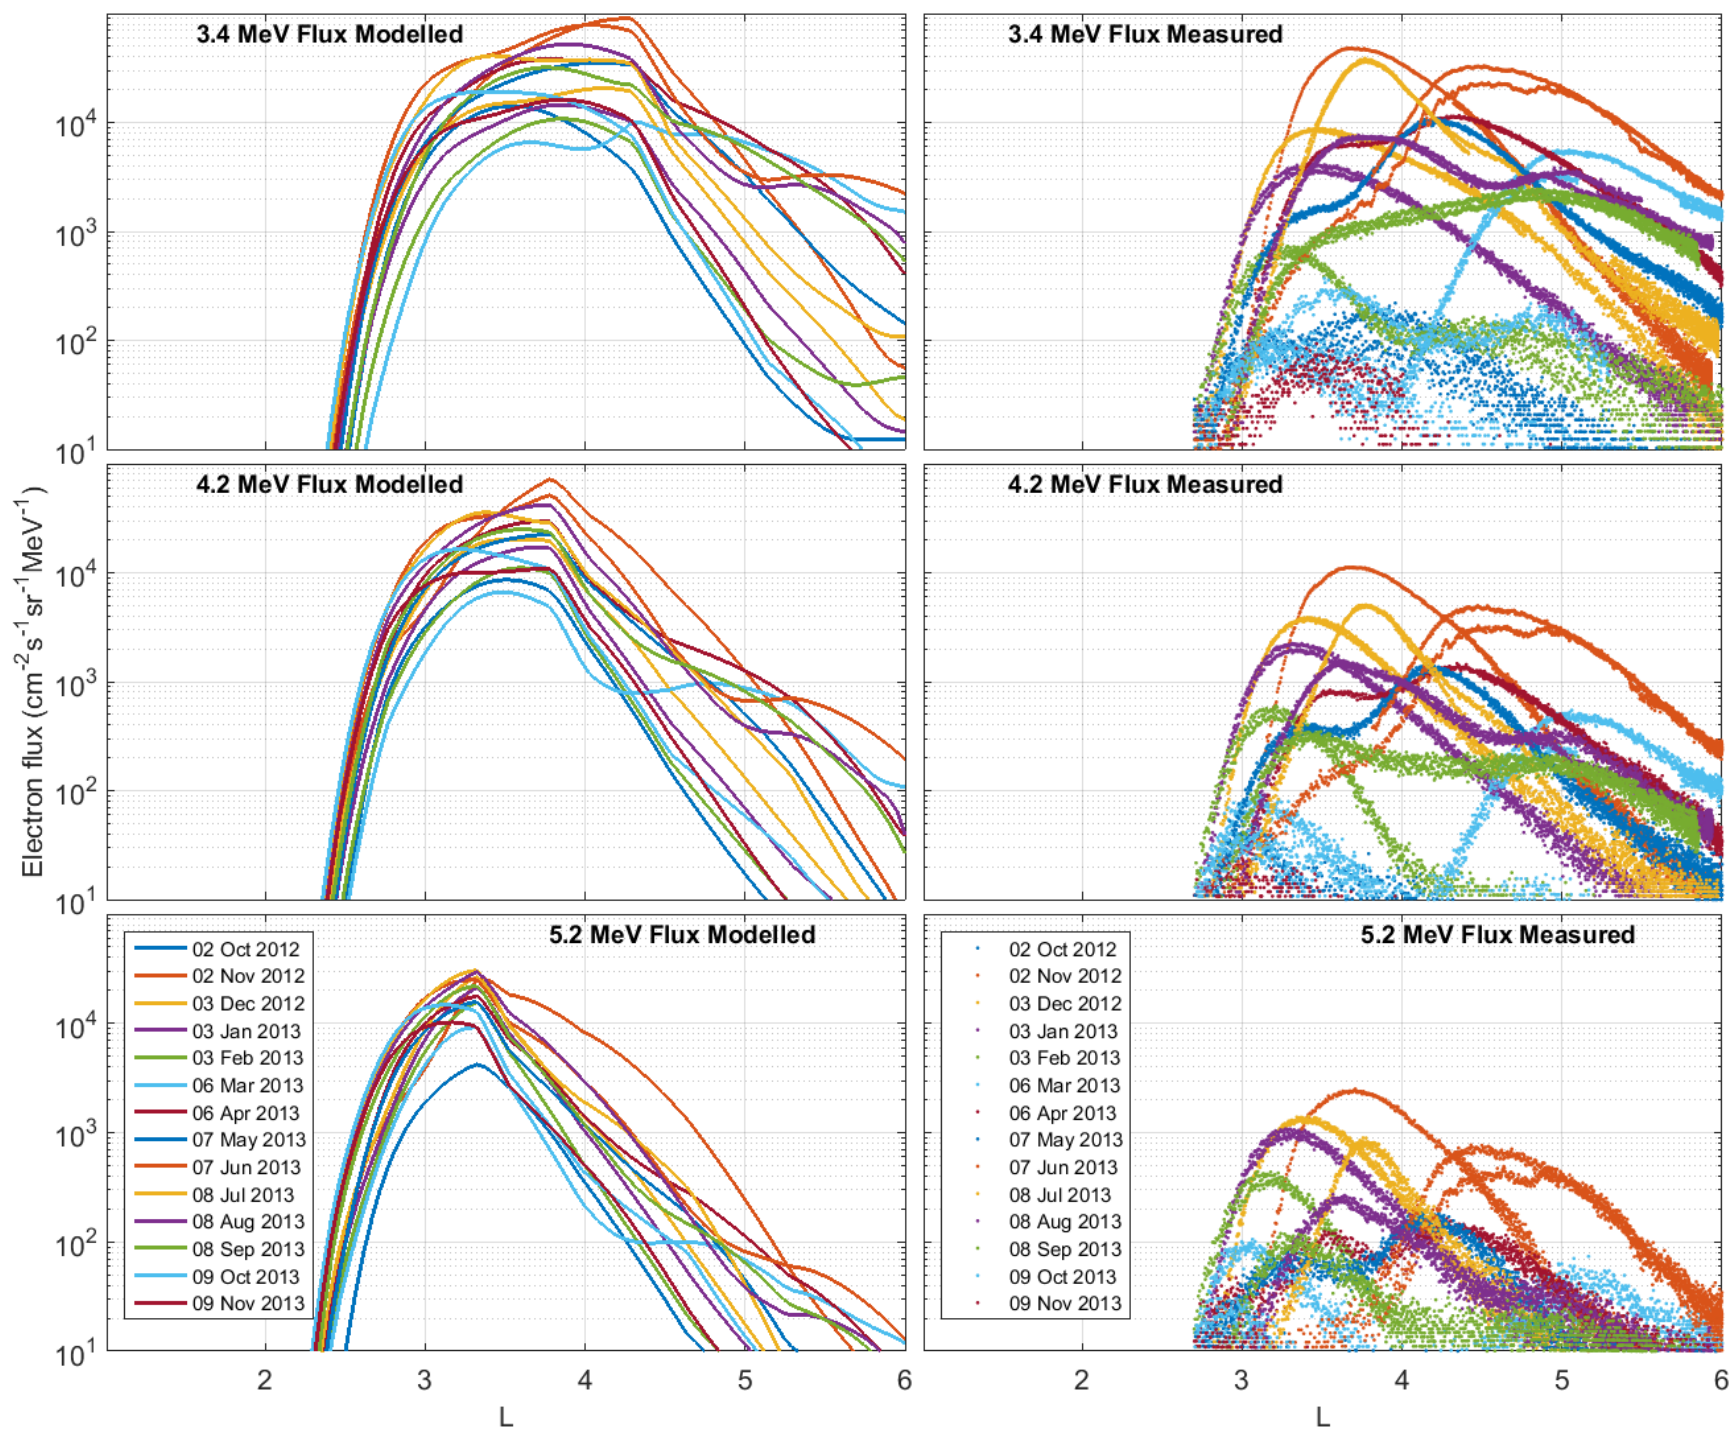 3.4 MeV Flux Modelled
3.4 MeV Flux Measured
10^4
10^3
10^2
10^1
4.2 MeV Flux Modelled
4.2 MeV Flux Measured
10^4
10^3
10^2
10^1
Electron flux (cm^-2 s^-1 sr^-1 MeV^-1)
5.2 MeV Flux Modelled
5.2 MeV Flux Measured
10^4
10^3
10^2
10^1
02 Oct 2012
02 Nov 2012
03 Dec 2012
03 Jan 2013
03 Feb 2013
06 Mar 2013
06 Apr 2013
07 May 2013
07 Jun 2013
08 Jul 2013
08 Aug 2013
08 Sep 2013
09 Oct 2013
09 Nov 2013
02 Oct 2012
02 Nov 2012
03 Dec 2012
03 Jan 2013
03 Feb 2013
06 Mar 2013
06 Apr 2013
07 May 2013
07 Jun 2013
08 Jul 2013
08 Aug 2013
08 Sep 2013
09 Oct 2013
09 Nov 2013
2 3 4 5 6
2 3 4 5 6
L
L